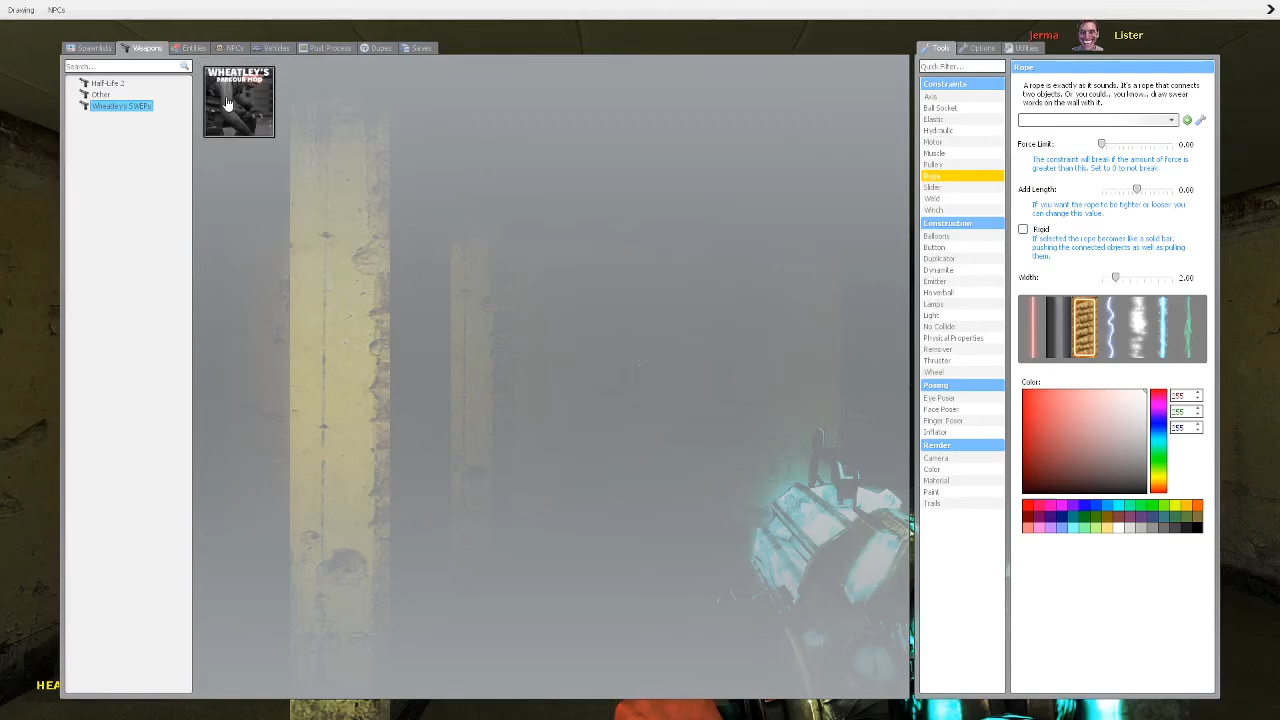 Drawing NPCs
Jerma Lister
Spawnlists Weapons Entities NPCs Vehicles Post Process Dupes Saves
Search...
Half-Life 2
Other
Wheatley's SWEPs
WHEATLEY'S
PARKOUR MOD
HEA
Tools Options Utilities
Quick Filter...
Constraints
Axis
Ball Socket
Elastic
Hydraulic
Motor
Muscle
Pulley
Rope
Slider
Weld
Winch
Construction
Balloons
Button
Duplicator
Dynamite
Emitter
Hoverball
Lamps
Light
No Collide
Physical Properties
Remover
Thruster
Wheel
Posing
Eye Poser
Face Poser
Finger Poser
Inflator
Render
Camera
Color
Material
Paint
Trails
Rope
A rope is exactly as it sounds. It's a rope that connects
two objects. Or you could.. you know.. draw swear
words on the wall with it.
Force Limit: 0.00
The constraint will break if the amount of force is
greater than this. Set to 0 to not break.
Add Length: 0.00
If you want the rope to be tighter or looser you
can change this value.
Rigid
If selected the rope becomes like a solid bar,
pushing the connected objects as well as pulling
them.
Width: 2.00
Color:
255
255
255